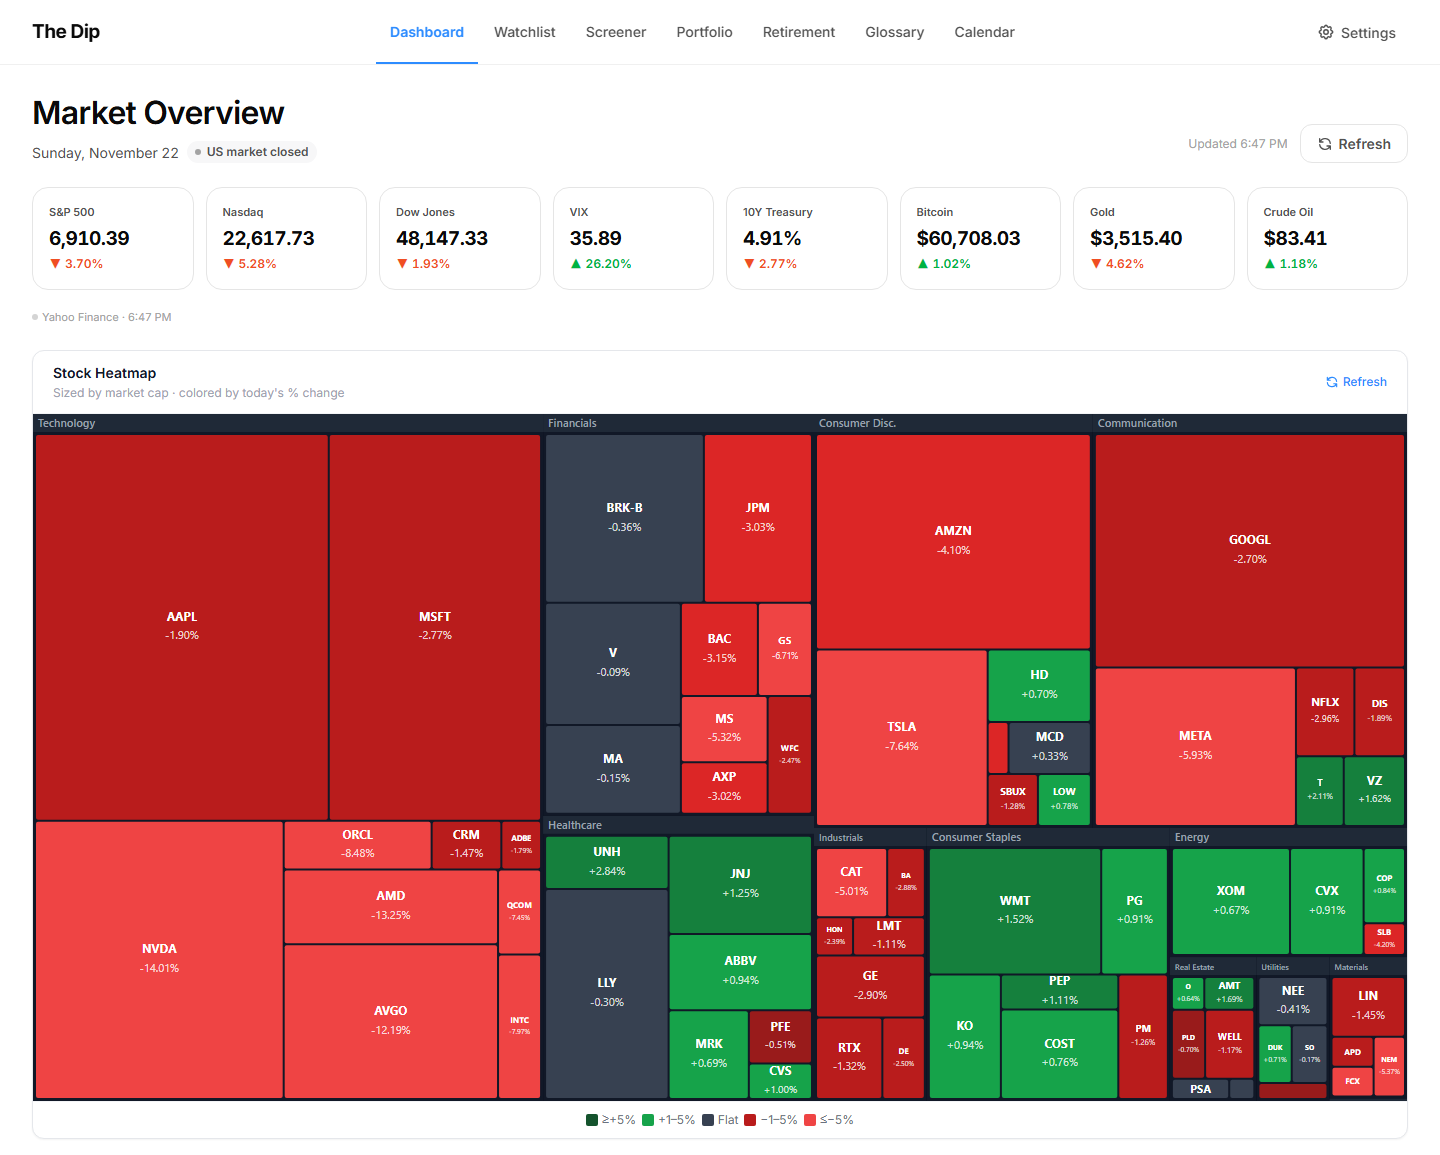 The Dip
Dashboard
Watchlist
Screener
Portfolio
Retirement
Glossary
Calendar
Settings
Market Overview
Sunday, November 22
US market closed
Updated 6:47 PM
Refresh
S&P 500
6,910.39
▼ 3.70%
Nasdaq
22,617.73
▼ 5.28%
Dow Jones
48,147.33
▼ 1.93%
VIX
35.89
▲ 26.20%
10Y Treasury
4.91%
▼ 2.77%
Bitcoin
$60,708.03
▲ 1.02%
Gold
$3,515.40
▼ 4.62%
Crude Oil
$83.41
▲ 1.18%
Yahoo Finance · 6:47 PM
Stock Heatmap
Sized by market cap · colored by today's % change
Refresh
Technology
AAPL
-1.90%
MSFT
-2.77%
NVDA
-14.01%
ORCL
-8.48%
CRM
-1.47%
ADBE
-1.79%
AMD
-13.25%
QCOM
-7.45%
AVGO
-12.19%
INTC
-7.97%
Financials
BRK-B
-0.36%
JPM
-3.03%
V
-0.09%
BAC
-3.15%
GS
-6.71%
MA
-0.15%
MS
-5.32%
WFC
-2.47%
AXP
-3.02%
Healthcare
UNH
+2.84%
JNJ
+1.25%
LLY
-0.30%
ABBV
+0.94%
MRK
+0.69%
PFE
-0.51%
CVS
+1.00%
Consumer Disc.
AMZN
-4.10%
TSLA
-7.64%
HD
+0.70%
MCD
+0.33%
SBUX
-1.28%
LOW
+0.78%
Communication
GOOGL
-2.70%
META
-5.93%
NFLX
-2.96%
DIS
-1.89%
T
+2.11%
VZ
+1.62%
Industrials
CAT
-5.01%
BA
-2.88%
HON
-2.39%
LMT
-1.11%
GE
-2.90%
RTX
-1.32%
DE
-2.50%
Consumer Staples
WMT
+1.52%
PG
+0.91%
KO
+0.94%
PEP
+1.11%
COST
+0.76%
PM
-1.26%
Energy
XOM
+0.67%
CVX
+0.91%
COP
+0.84%
SLB
-4.20%
Real Estate
O
+0.64%
AMT
+1.69%
PLD
-0.70%
WELL
-1.17%
PSA
Utilities
NEE
-0.41%
DUK
+0.71%
SO
-0.17%
Materials
LIN
-1.45%
APD
FCX
NEM
-5.37%
≥+5%
+1–5%
Flat
−1–5%
≤−5%